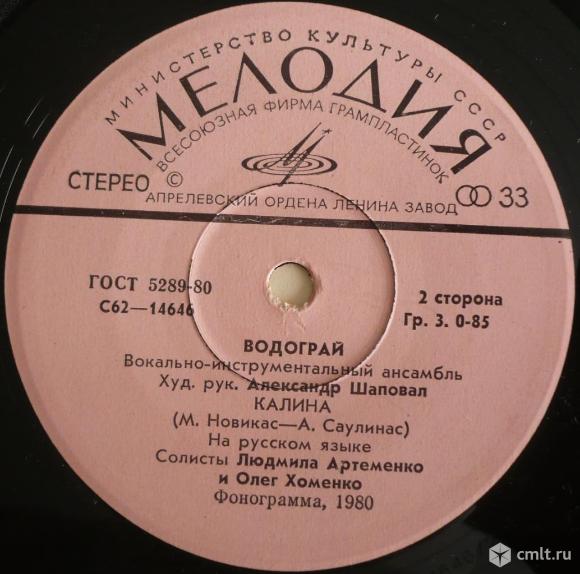 МИНИСТЕРСТВО КУЛЬТУРЫ СССР
МЕЛОДИЯ
ВСЕСОЮЗНАЯ ФИРМА ГРАМПЛАСТИНОК
СТЕРЕО © 33
АПРЕЛЕВСКИЙ ОРДЕНА ЛЕНИНА ЗАВОД
ГОСТ 5289-80
С62—14646
2 сторона
Гр. 3. 0-85
ВОДОГРАЙ
Вокально-инструментальный ансамбль
Худ. рук. Александр Шаповал
КАЛИНА
(М. Новикас—А. Саулинас)
На русском языке
Солисты Людмила Артеменко
и Олег Хоменко
Фонограмма, 1980
cmlt.ru